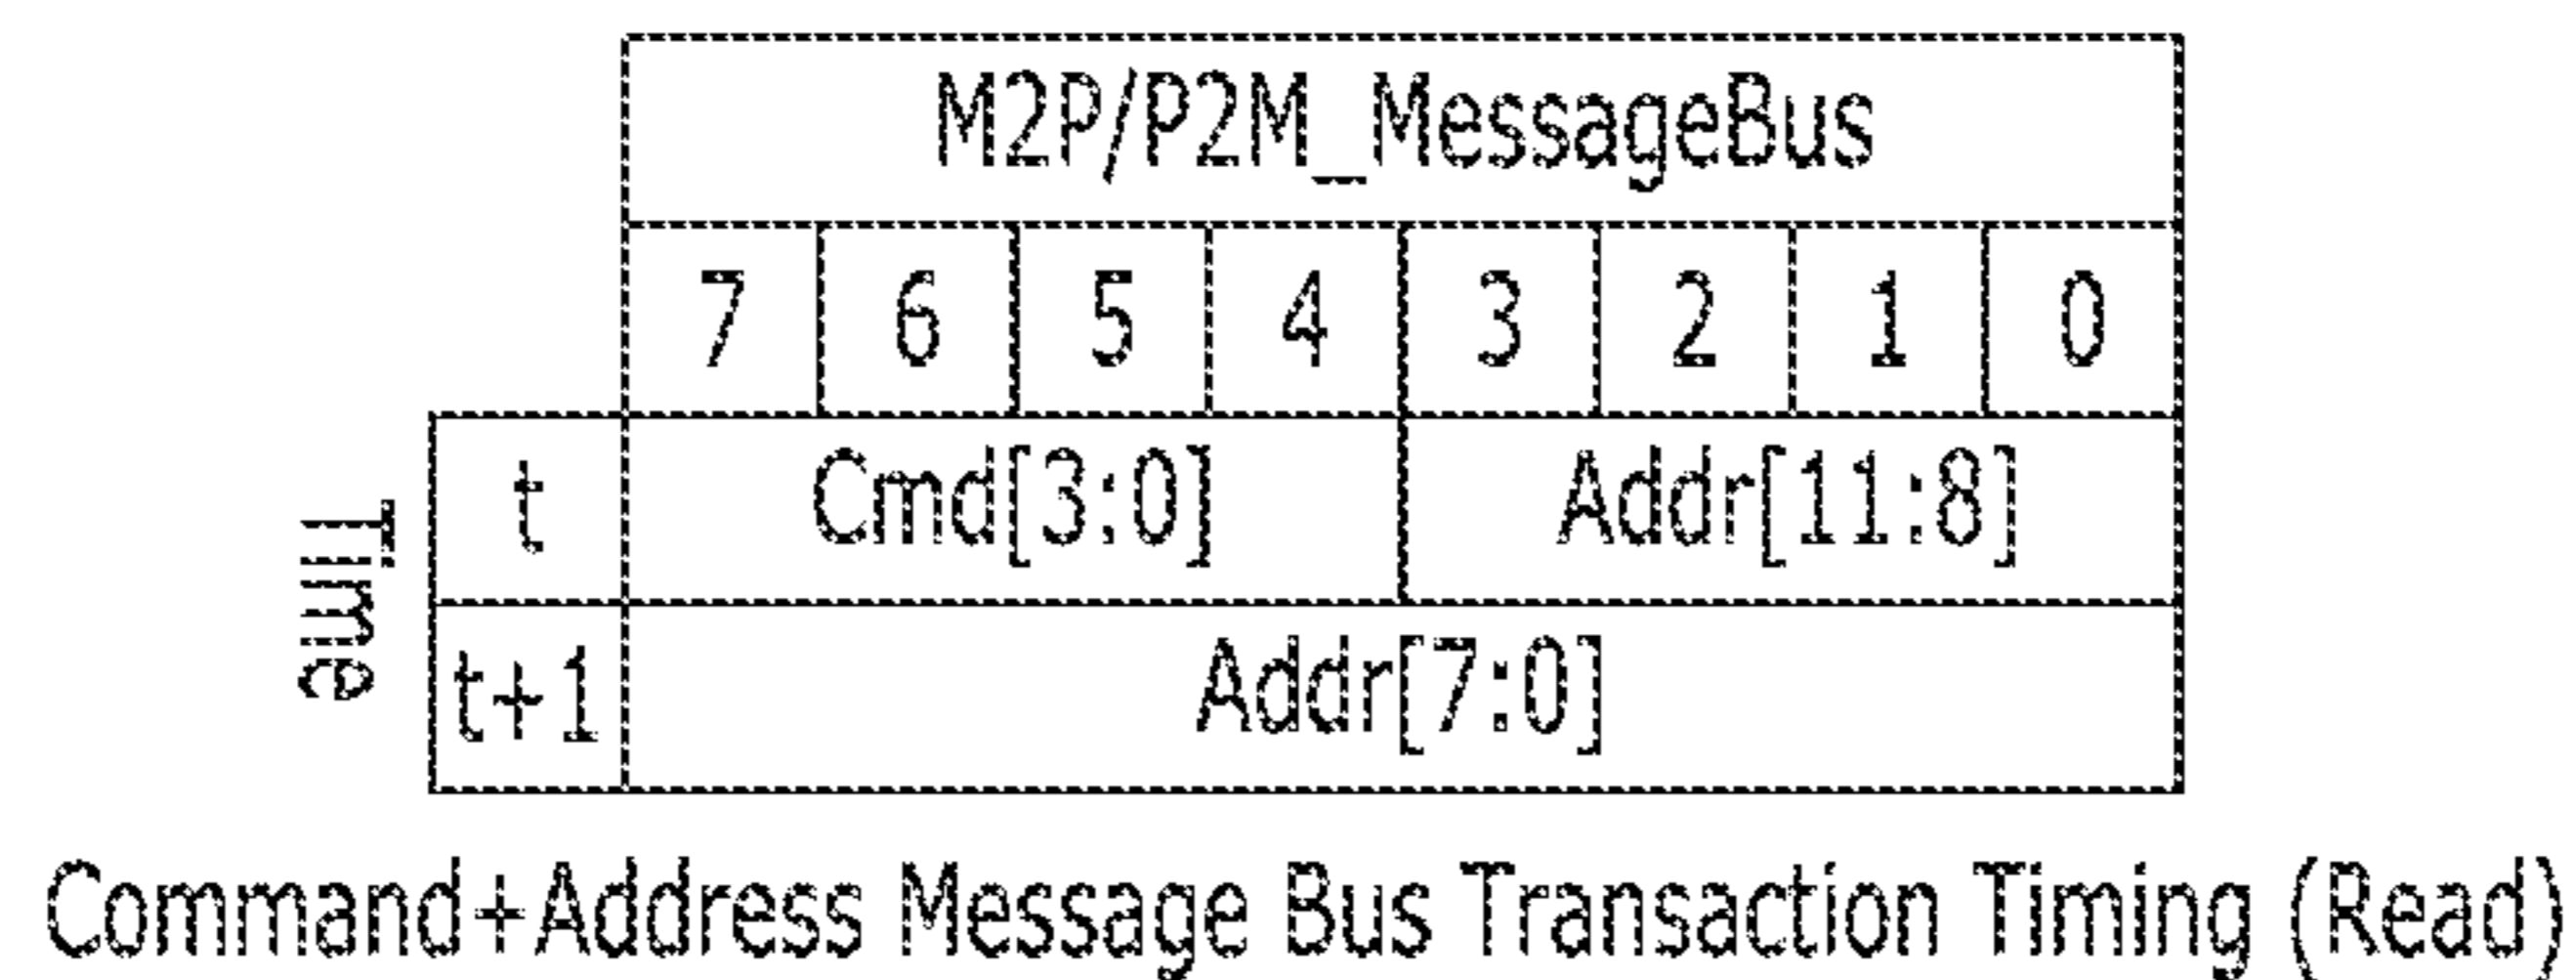 M2P/P2M_MessageBus
7 6 5 4 3 2 1 0
Time
t Cmd[3:0] Addr[11:8]
t+1 Addr[7:0]
Command+Address Message Bus Transaction Timing (Read)